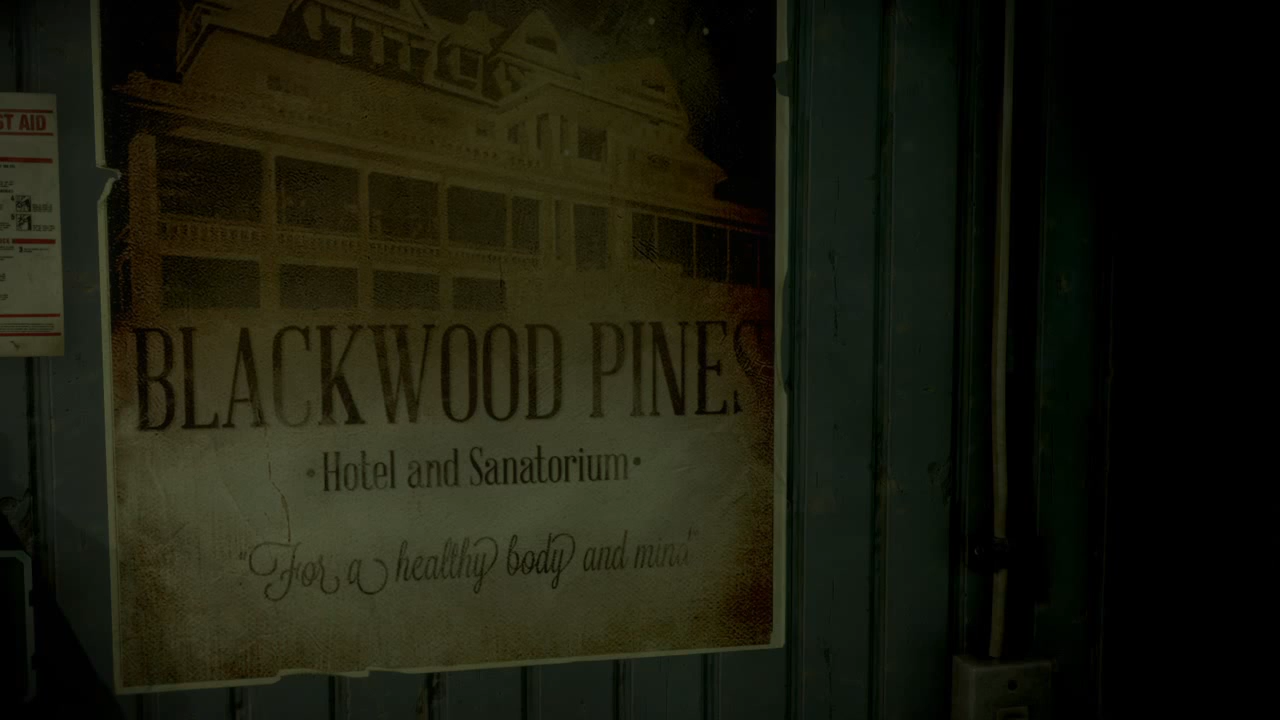 ST AID
BLACKWOOD PINES
·Hotel and Sanatorium·
"For a healthy body and mind"